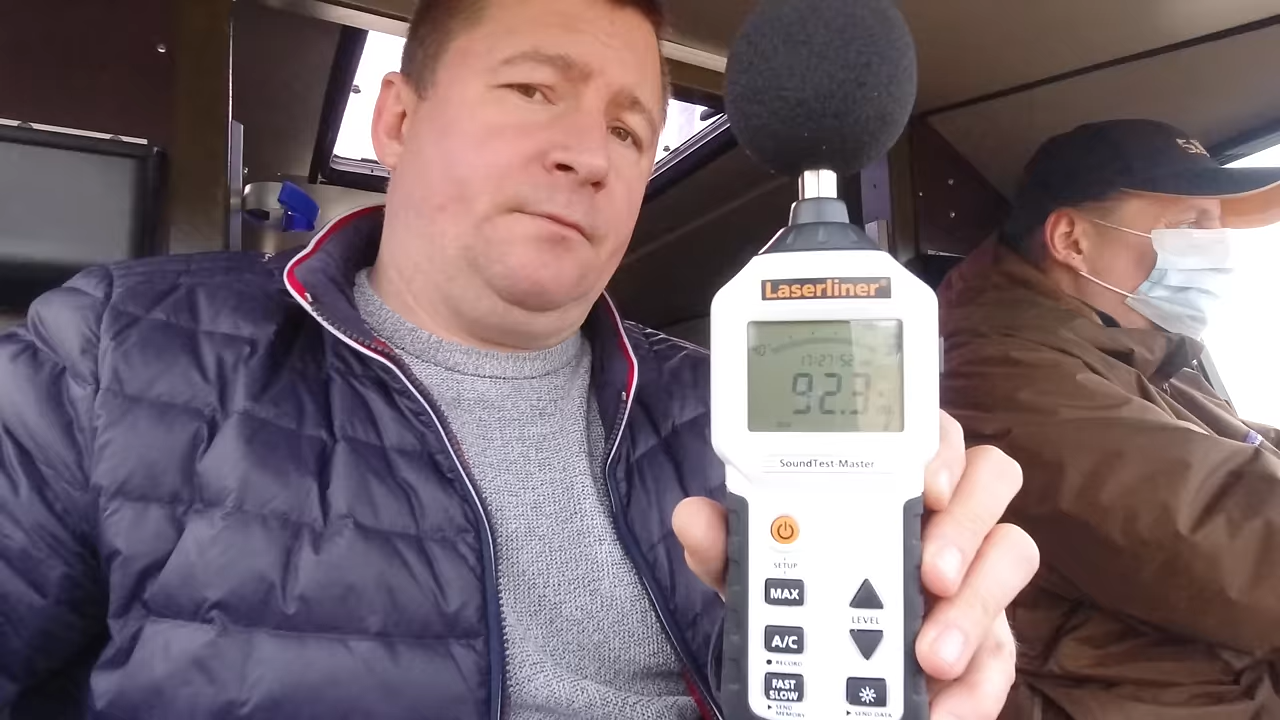 Laserliner®
17:27:52
92.3
SoundTest-Master
SETUP
MAX
LEVEL
A/C
● RECORD
FAST
SLOW
► SEND
MEMORY
► SEND DATA